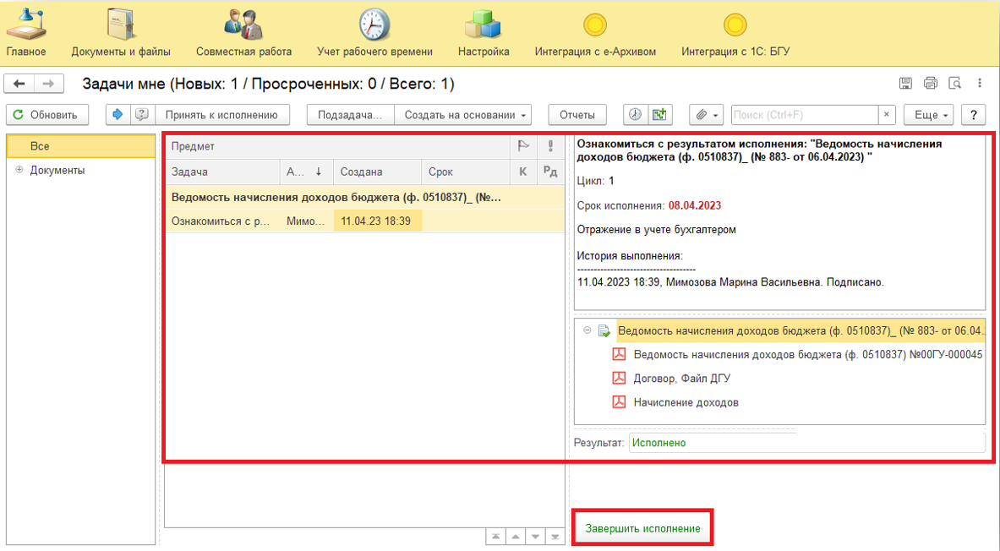 Главное
Документы и файлы
Совместная работа
Учет рабочего времени
Настройка
Интеграция с е-Архивом
Интеграция с 1С: БГУ
Задачи мне (Новых: 1 / Просроченных: 0 / Всего: 1)
Обновить
Принять к исполнению
Подзадача...
Создать на основании
Отчеты
Поиск (Ctrl+F)
×
Еще
?
Все
Документы
Предмет
Задача
А...
Создана
Срок
К
Рд
Ведомость начисления доходов бюджета (ф. 0510837)_ (№...
Ознакомиться с р...
Мимо...
11.04.23 18:39
Ознакомиться с результатом исполнения: "Ведомость начисления
доходов бюджета (ф. 0510837)_ (№ 883- от 06.04.2023) "
Цикл: 1
Срок исполнения: 08.04.2023
Отражение в учете бухгалтером
История выполнения:
------------------------------------
11.04.2023 18:39, Мимозова Марина Васильевна. Подписано.
Ведомость начисления доходов бюджета (ф. 0510837)_ (№ 883- от 06.04.
Ведомость начисления доходов бюджета (ф. 0510837) №00ГУ-000045
Договор, Файл ДГУ
Начисление доходов
Результат: Исполнено
Завершить исполнение